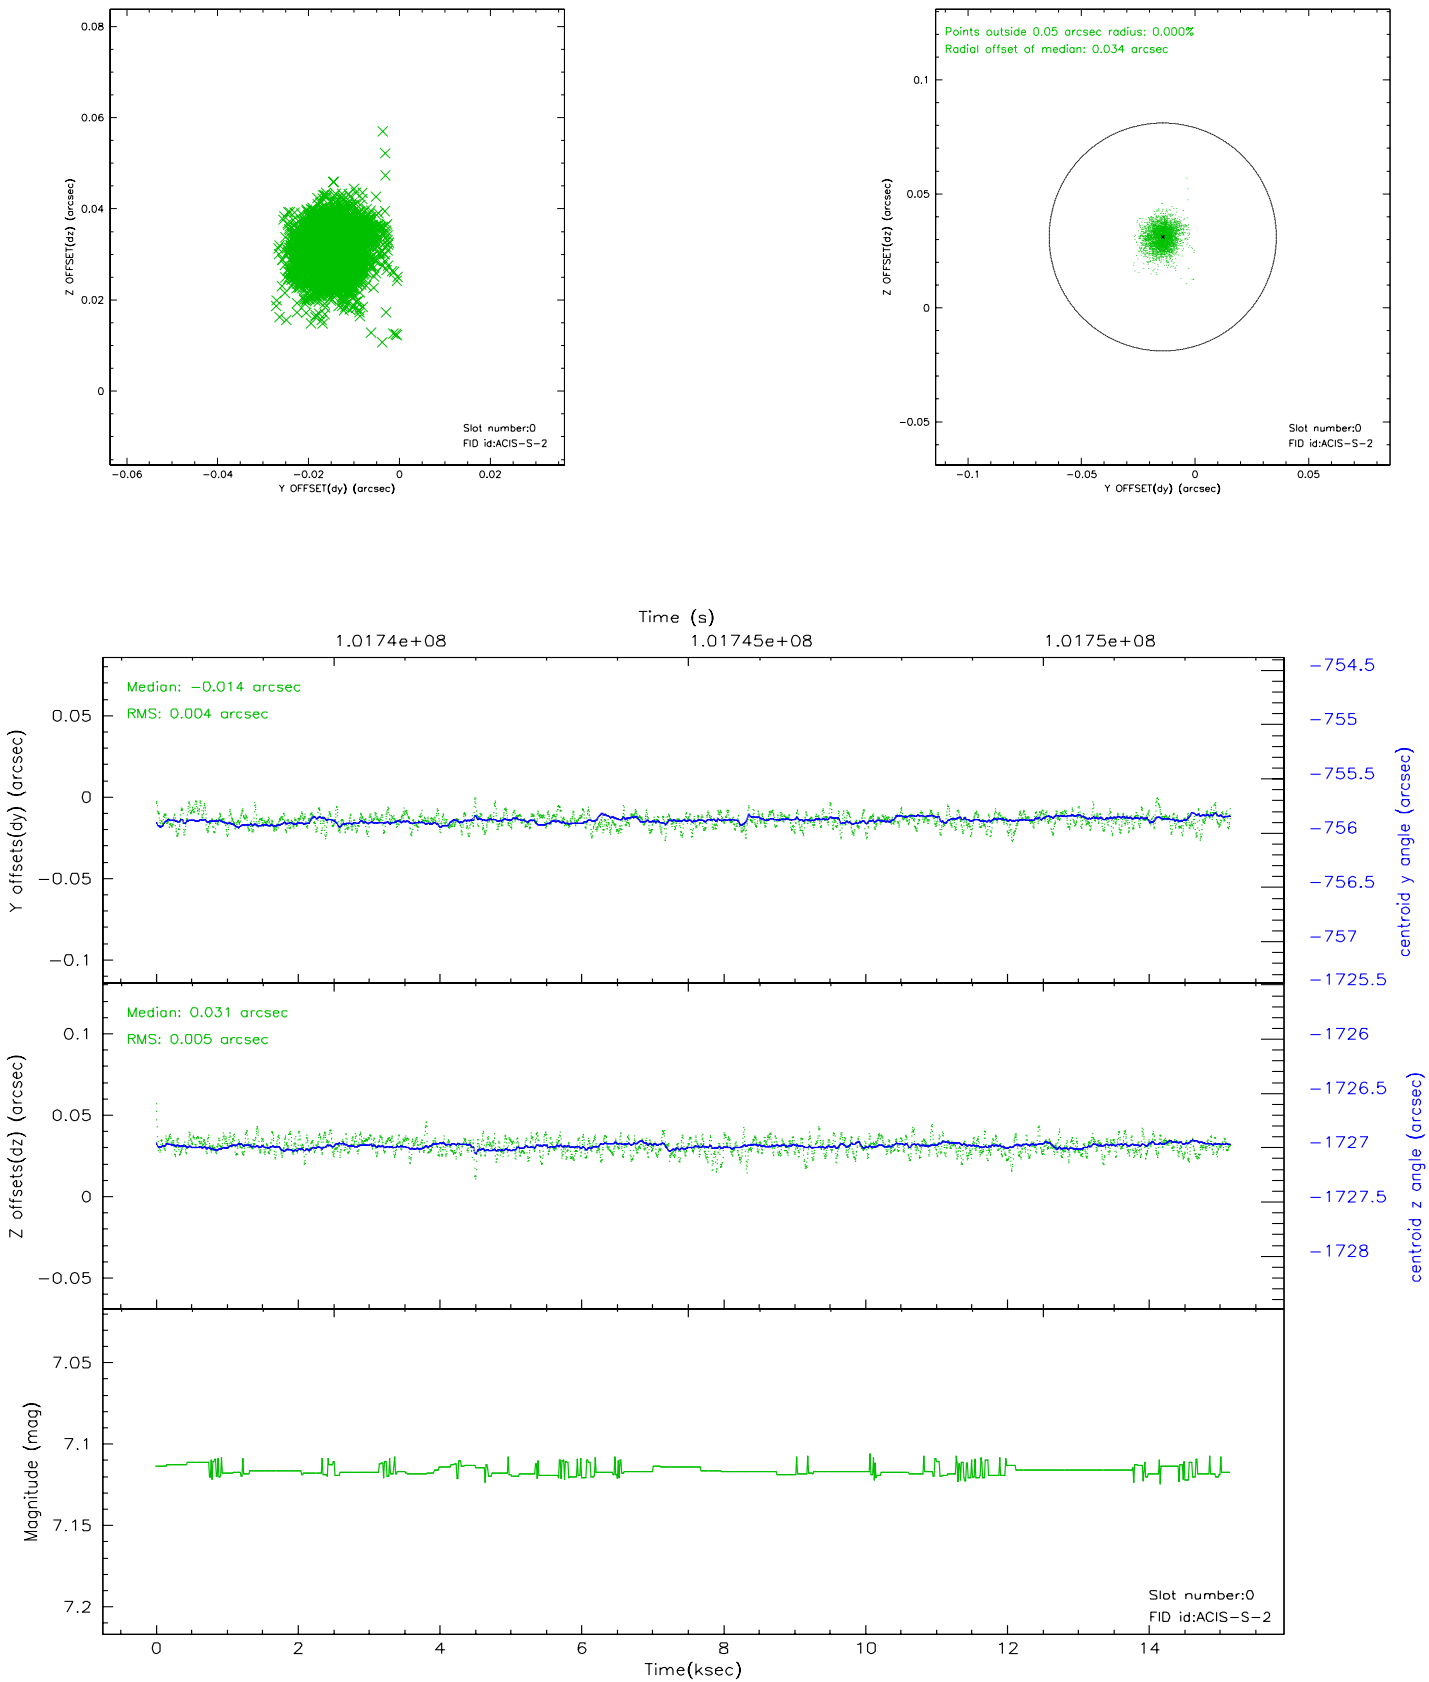 0.08
0.06
0.04
0.02
0
Z OFFSET(dz) (arcsec)
-0.06
-0.04
-0.02
0
0.02
Y OFFSET(dy) (arcsec)
Slot number:0
FID id:ACIS-S-2
Points outside 0.05 arcsec radius: 0.000%
Radial offset of median: 0.034 arcsec
0.1
0.05
0
-0.05
Z OFFSET(dz) (arcsec)
-0.1
-0.05
0
0.05
Y OFFSET(dy) (arcsec)
Slot number:0
FID id:ACIS-S-2
Time (s)
1.0174e+08
1.01745e+08
1.0175e+08
Median: -0.014 arcsec
RMS: 0.004 arcsec
0.05
0
-0.05
-0.1
Y offsets(dy) (arcsec)
-754.5
-755
-755.5
-756
-756.5
-757
centroid y angle (arcsec)
Median: 0.031 arcsec
RMS: 0.005 arcsec
0.1
0.05
0
-0.05
Z offsets(dz) (arcsec)
-1725.5
-1726
-1726.5
-1727
-1727.5
-1728
centroid z angle (arcsec)
7.05
7.1
7.15
7.2
Magnitude (mag)
Slot number:0
FID id:ACIS-S-2
0
2
4
6
8
10
12
14
Time(ksec)